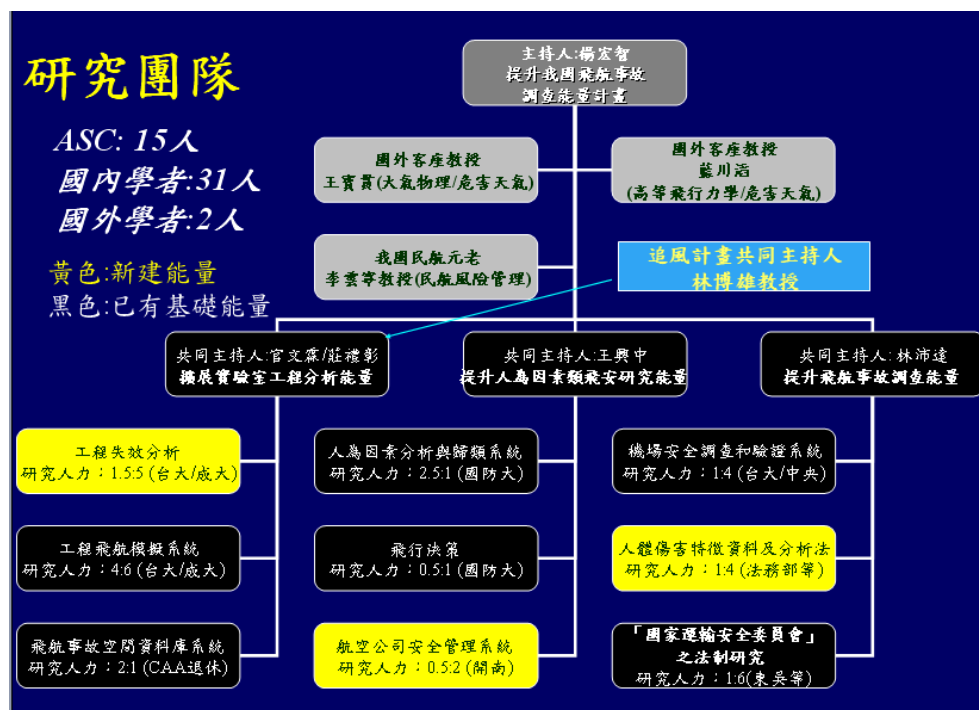 研究團隊
ASC: 15人
國內學者:31人
國外學者:2人
黃色:新建能量
黑色:已有基礎能量
主持人:楊宏智
提升我國飛航事故
調查能量計畫
國外客座教授
王寶貫(大氣物理/危害天氣)
國外客座教授
藍川滔
(高等飛行力學/危害天氣)
我國民航元老
李雲寧教授(民航風險管理)
追風計畫共同主持人
林博雄教授
共同主持人:官文霖/莊禮彰
擴展實驗室工程分析能量
共同主持人:王興中
提升人為因素類飛安研究能量
共同主持人:林沛達
提升飛航事故調查能量
工程失效分析
研究人力：1.5:5 (台大/成大)
人為因素分析與歸類系統
研究人力：2.5:1 (國防大)
機場安全調查和驗證系統
研究人力：1:4 (台大/中央)
工程飛航模擬系統
研究人力：4:6 (台大/成大)
飛行決策
研究人力：0.5:1 (國防大)
人體傷害特徵資料及分析法
研究人力：1:4 (法務部等)
飛航事故空間資料庫系統
研究人力：2:1 (CAA退休)
航空公司安全管理系統
研究人力：0.5:2 (開南)
「國家運輸安全委員會」
之法制研究
研究人力：1:6(東吳等)